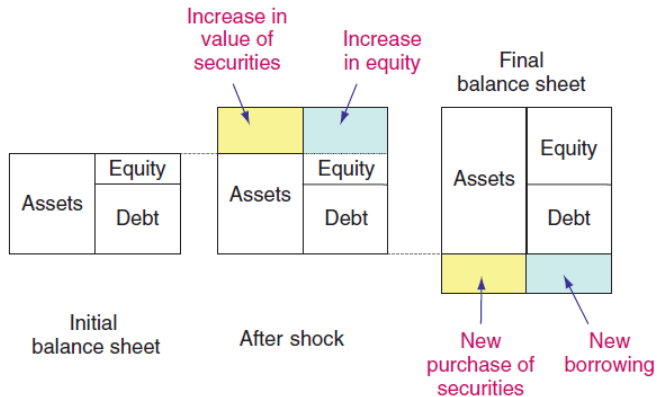 Increase in
value of
securities
Increase
in equity
Final
balance sheet
Assets
Equity
Debt
Assets
Equity
Debt
Assets
Equity
Debt
Initial
balance sheet
After shock
New
purchase of
securities
New
borrowing